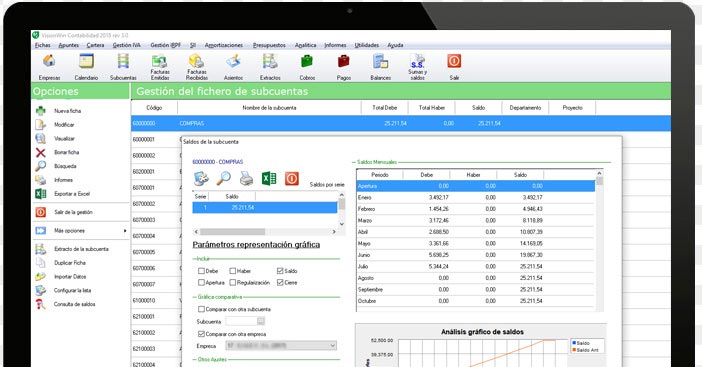 VisionWin Contabilidad 2019 rev 3.0
Fichas Apuntes Cartera Gestión IVA Gestión IRPF SII Amortizaciones Presupuestos Analítica Informes Utilidades Ayuda
Empresas Calendario Subcuentas Facturas Emitidas Facturas Recibidas Asientos Extractos Cobros Pagos Balances Sumas y saldos Salir
Opciones
Gestión del fichero de subcuentas
Código Nombre de la subcuenta Total Debe Total Haber Saldo Departamento Proyecto
60000000 COMPRAS 25.211,54 0,00 25.211,54
60000001
60000002
60200001
60700002
60700003
60700004
60700005
60700006
61000010
62100001
62100003
62100004
Nueva ficha
Modificar
Visualizar
Borrar ficha
Búsqueda
Informes
Exportar a Excel
Salir de la gestión
Más opciones
Extracto de la subcuenta
Duplicar Ficha
Importar Datos
Configurar la lista
Consulta de saldos
Saldos de la subcuenta
60000000 - COMPRAS
Saldos por serie
Serie Saldo
1 25.211,54
Parámetros representación gráfica
Incluir
Debe Haber Saldo
Apertura Regularización Cierre
Gráfica comparativa
Comparar con otra subcuenta
Subcuenta
Comparar con otra empresa
Empresa
Otros Ajustes
Saldos Mensuales
Periodo Debe Haber Saldo
Apertura 0,00 0,00 0,00
Enero 3.492,17 0,00 3.492,17
Febrero 1.454,26 0,00 4.946,43
Marzo 3.172,46 0,00 8.118,89
Abril 2.688,50 0,00 10.807,39
Mayo 3.361,66 0,00 14.169,05
Junio 5.698,25 0,00 19.867,30
Julio 5.344,24 0,00 25.211,54
Agosto 0,00 0,00 25.211,54
Septiembre 0,00 0,00 25.211,54
Octubre 0,00 0,00 25.211,54
Análisis gráfico de saldos
52,500.00
39,375.00
Saldo
Saldo Ant